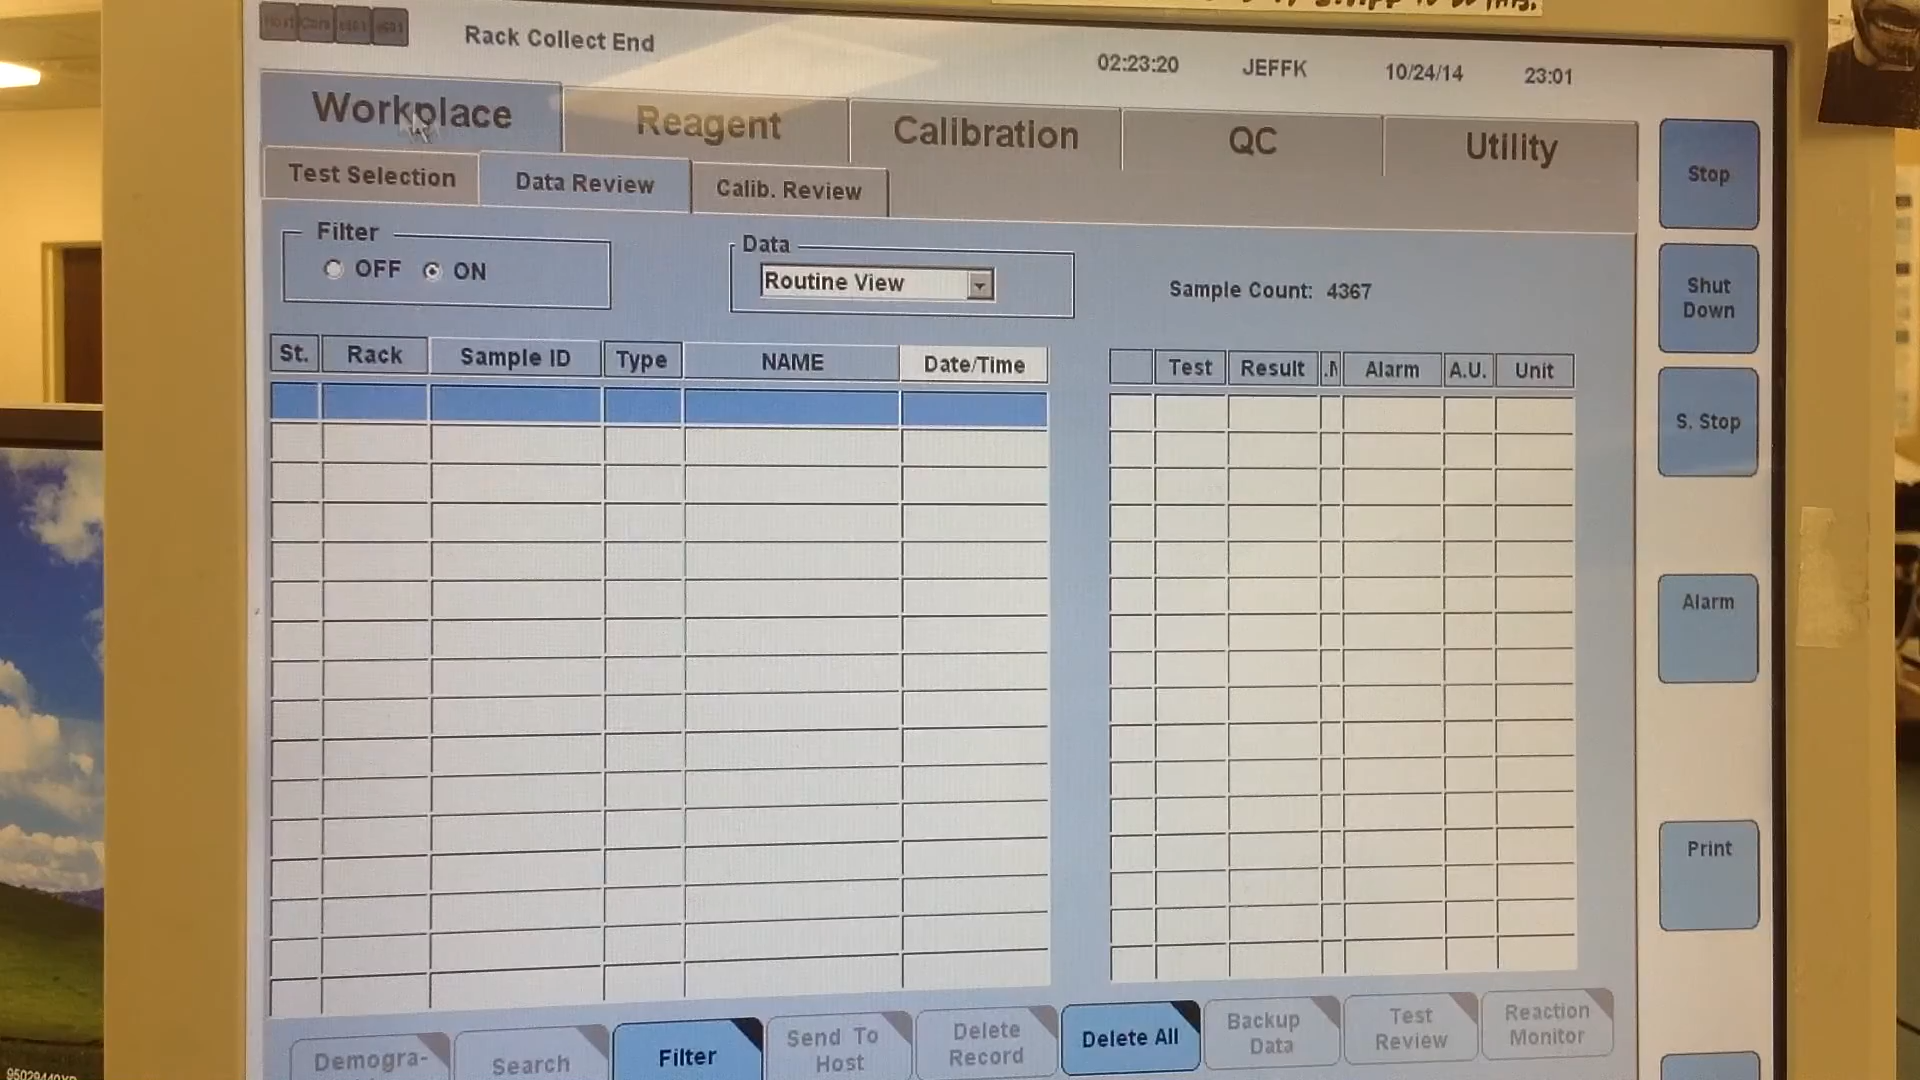 Rack Collect End
02:23:20 JEFFK 10/24/14 23:01
Workplace Reagent Calibration QC Utility
Test Selection Data Review Calib. Review
Filter
OFF ON
Data
Routine View
Sample Count: 4367
St. Rack Sample ID Type NAME Date/Time
Test Result .M Alarm A.U. Unit
Stop
Shut
Down
S. Stop
Alarm
Print
Demogra-
Search
Filter
Send To
Host
Delete
Record
Delete All
Backup
Data
Test
Review
Reaction
Monitor